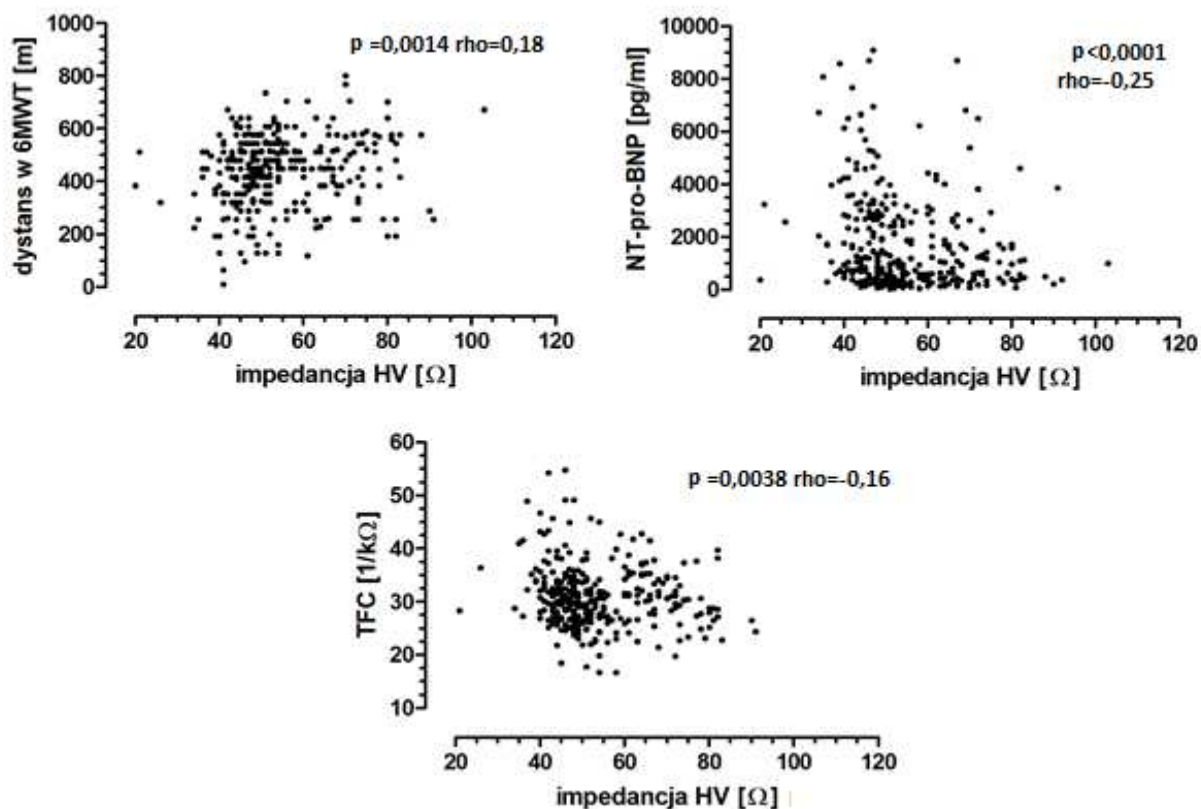 1000
800
600
400
200
0
dystans w 6MWT [m]
p =0,0014 rho=0,18
20 40 60 80 100 120
impedancja HV [Ω]
10000
8000
6000
4000
2000
0
NT-pro-BNP [pg/ml]
p<0,0001
rho=-0,25
20 40 60 80 100 120
impedancja HV [Ω]
60
50
40
30
20
10
TFC [1/kΩ]
p =0,0038 rho=-0,16
20 40 60 80 100 120
impedancja HV [Ω]